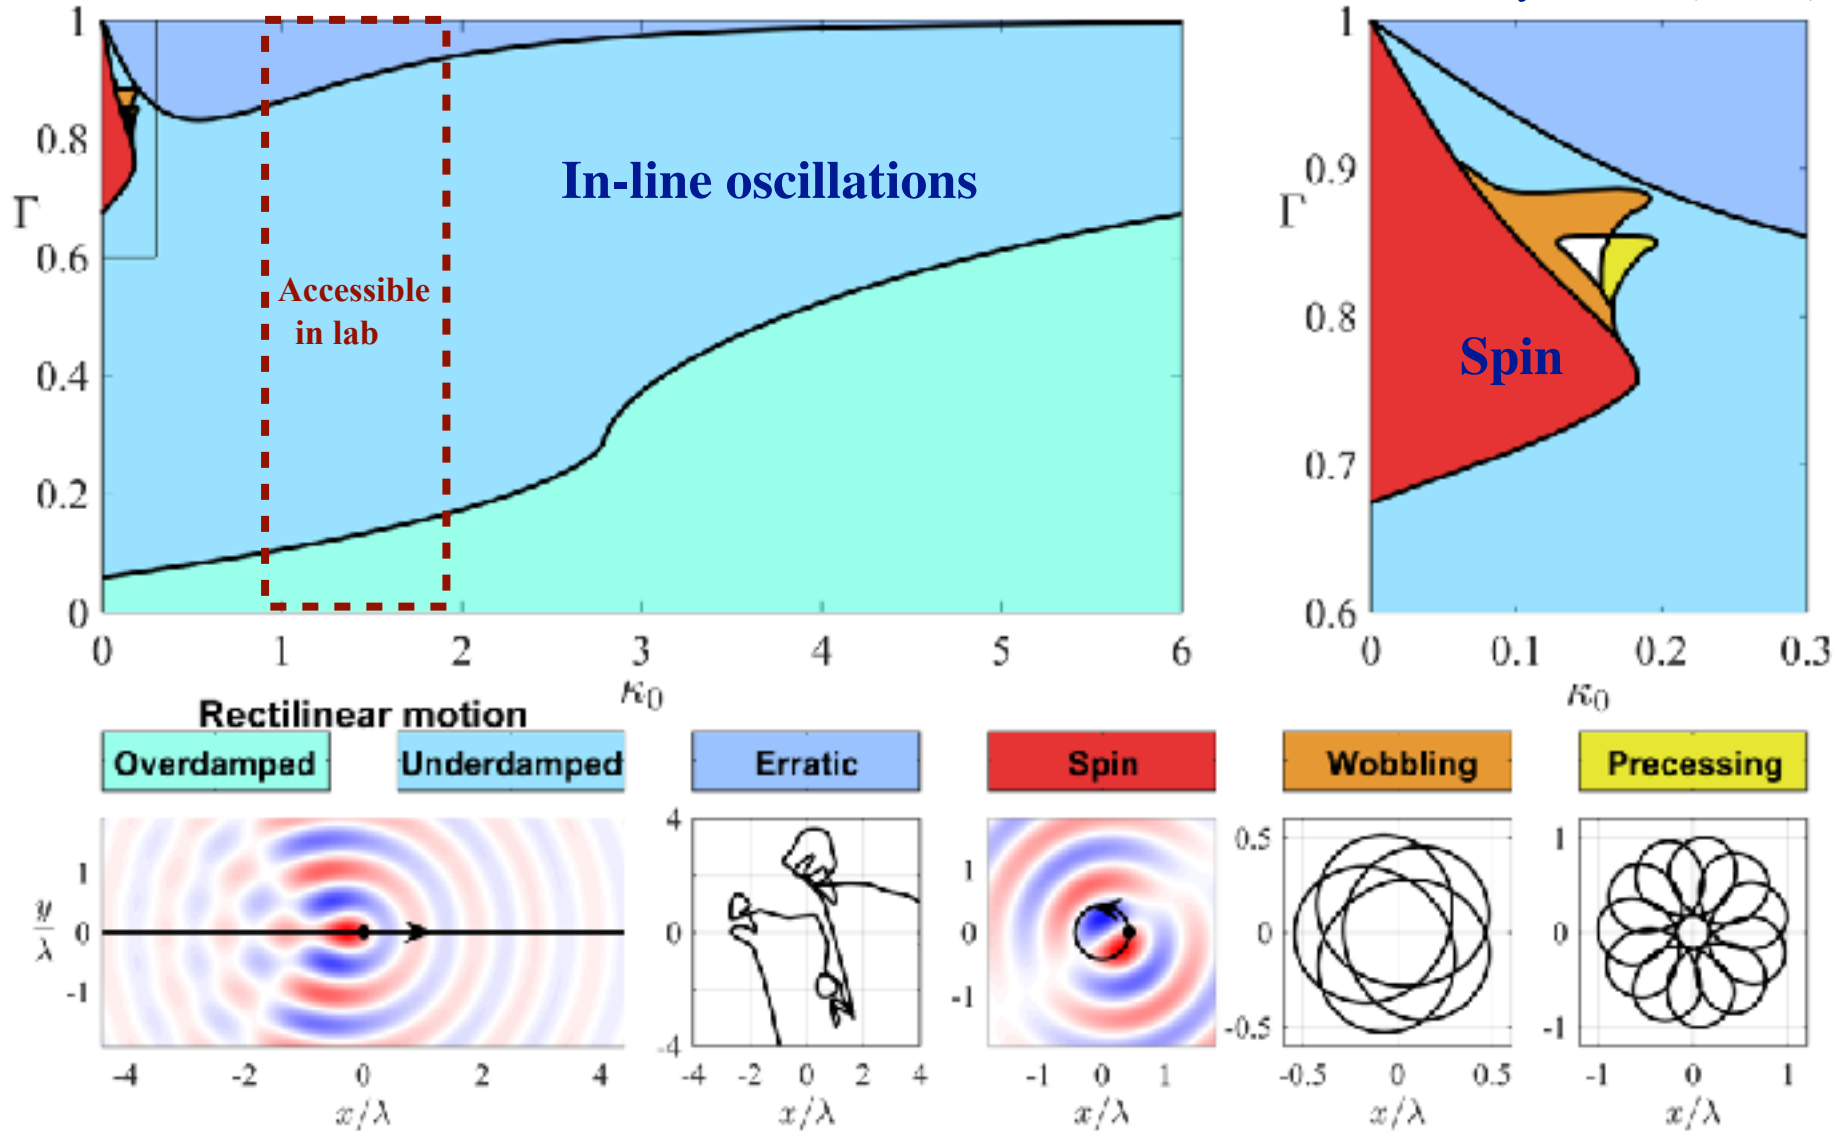 1
0.8
Γ
0.6
0.4
0.2
0
0
1
2
3
4
5
6
κ0
In-line oscillations
Accessible
in lab
1
0.9
Γ
0.8
0.7
0.6
0
0.1
0.2
0.3
κ0
Spin
Rectilinear motion
Overdamped
Underdamped
Erratic
Spin
Wobbling
Precessing
y/λ
1
0
-1
-4
-2
0
2
4
x/λ
4
0
-4
-4
-2
0
2
4
x/λ
1
0
-1
-1
0
1
x/λ
0.5
0
-0.5
-0.5
0
0.5
x/λ
1
0
-1
-1
0
1
x/λ